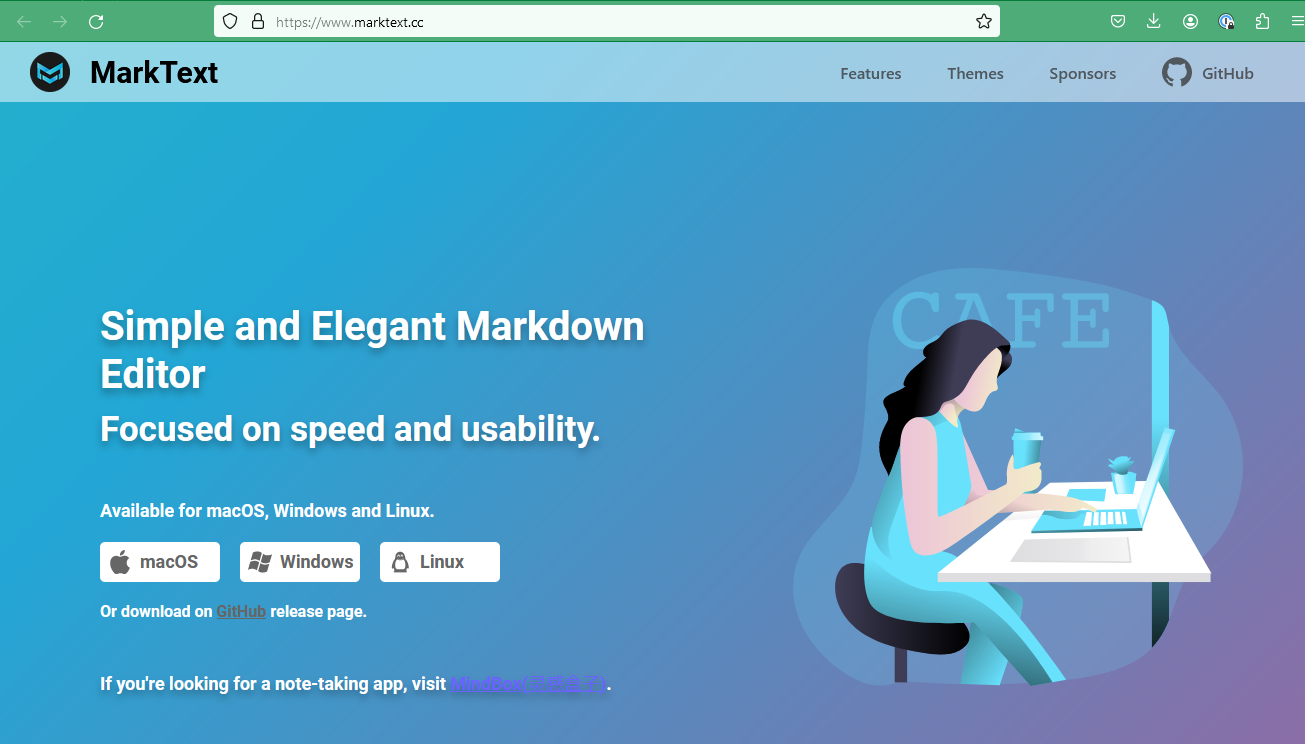 https://www.marktext.cc
MarkText
Features
Themes
Sponsors
GitHub
CAFE
Simple and Elegant Markdown
Editor
Focused on speed and usability.
Available for macOS, Windows and Linux.
macOS
Windows
Linux
Or download on GitHub release page.
If you're looking for a note-taking app, visit MindBox